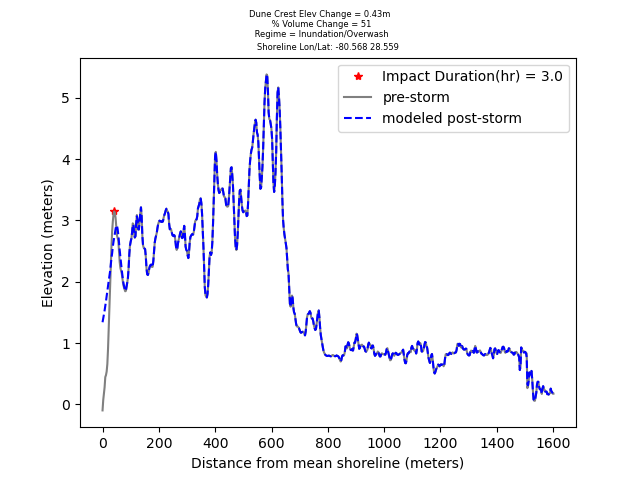 Dune Crest Elev Change = 0.43m
% Volume Change = 51
Regime = Inundation/Overwash
Shoreline Lon/Lat: -80.568 28.559
Impact Duration(hr) = 3.0
pre-storm
modeled post-storm
Elevation (meters)
5
4
3
2
1
0
0 200 400 600 800 1000 1200 1400 1600
Distance from mean shoreline (meters)